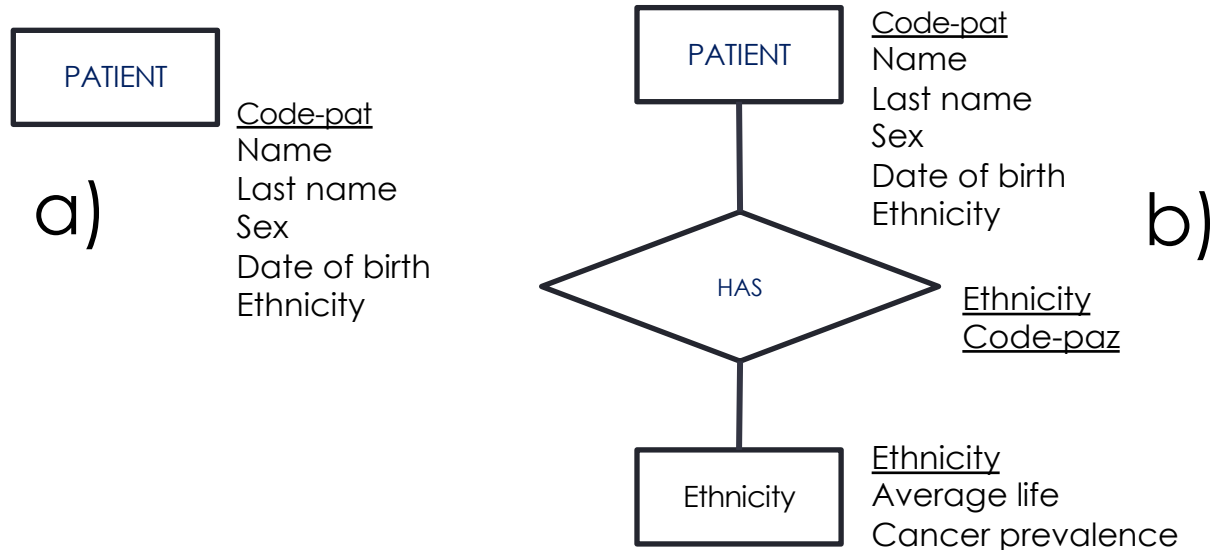 PATIENT
Code-pat
Name
Last name
Sex
Date of birth
Ethnicity
a)
PATIENT
Code-pat
Name
Last name
Sex
Date of birth
Ethnicity
b)
HAS
Ethnicity
Code-paz
Ethnicity
Ethnicity
Average life
Cancer prevalence